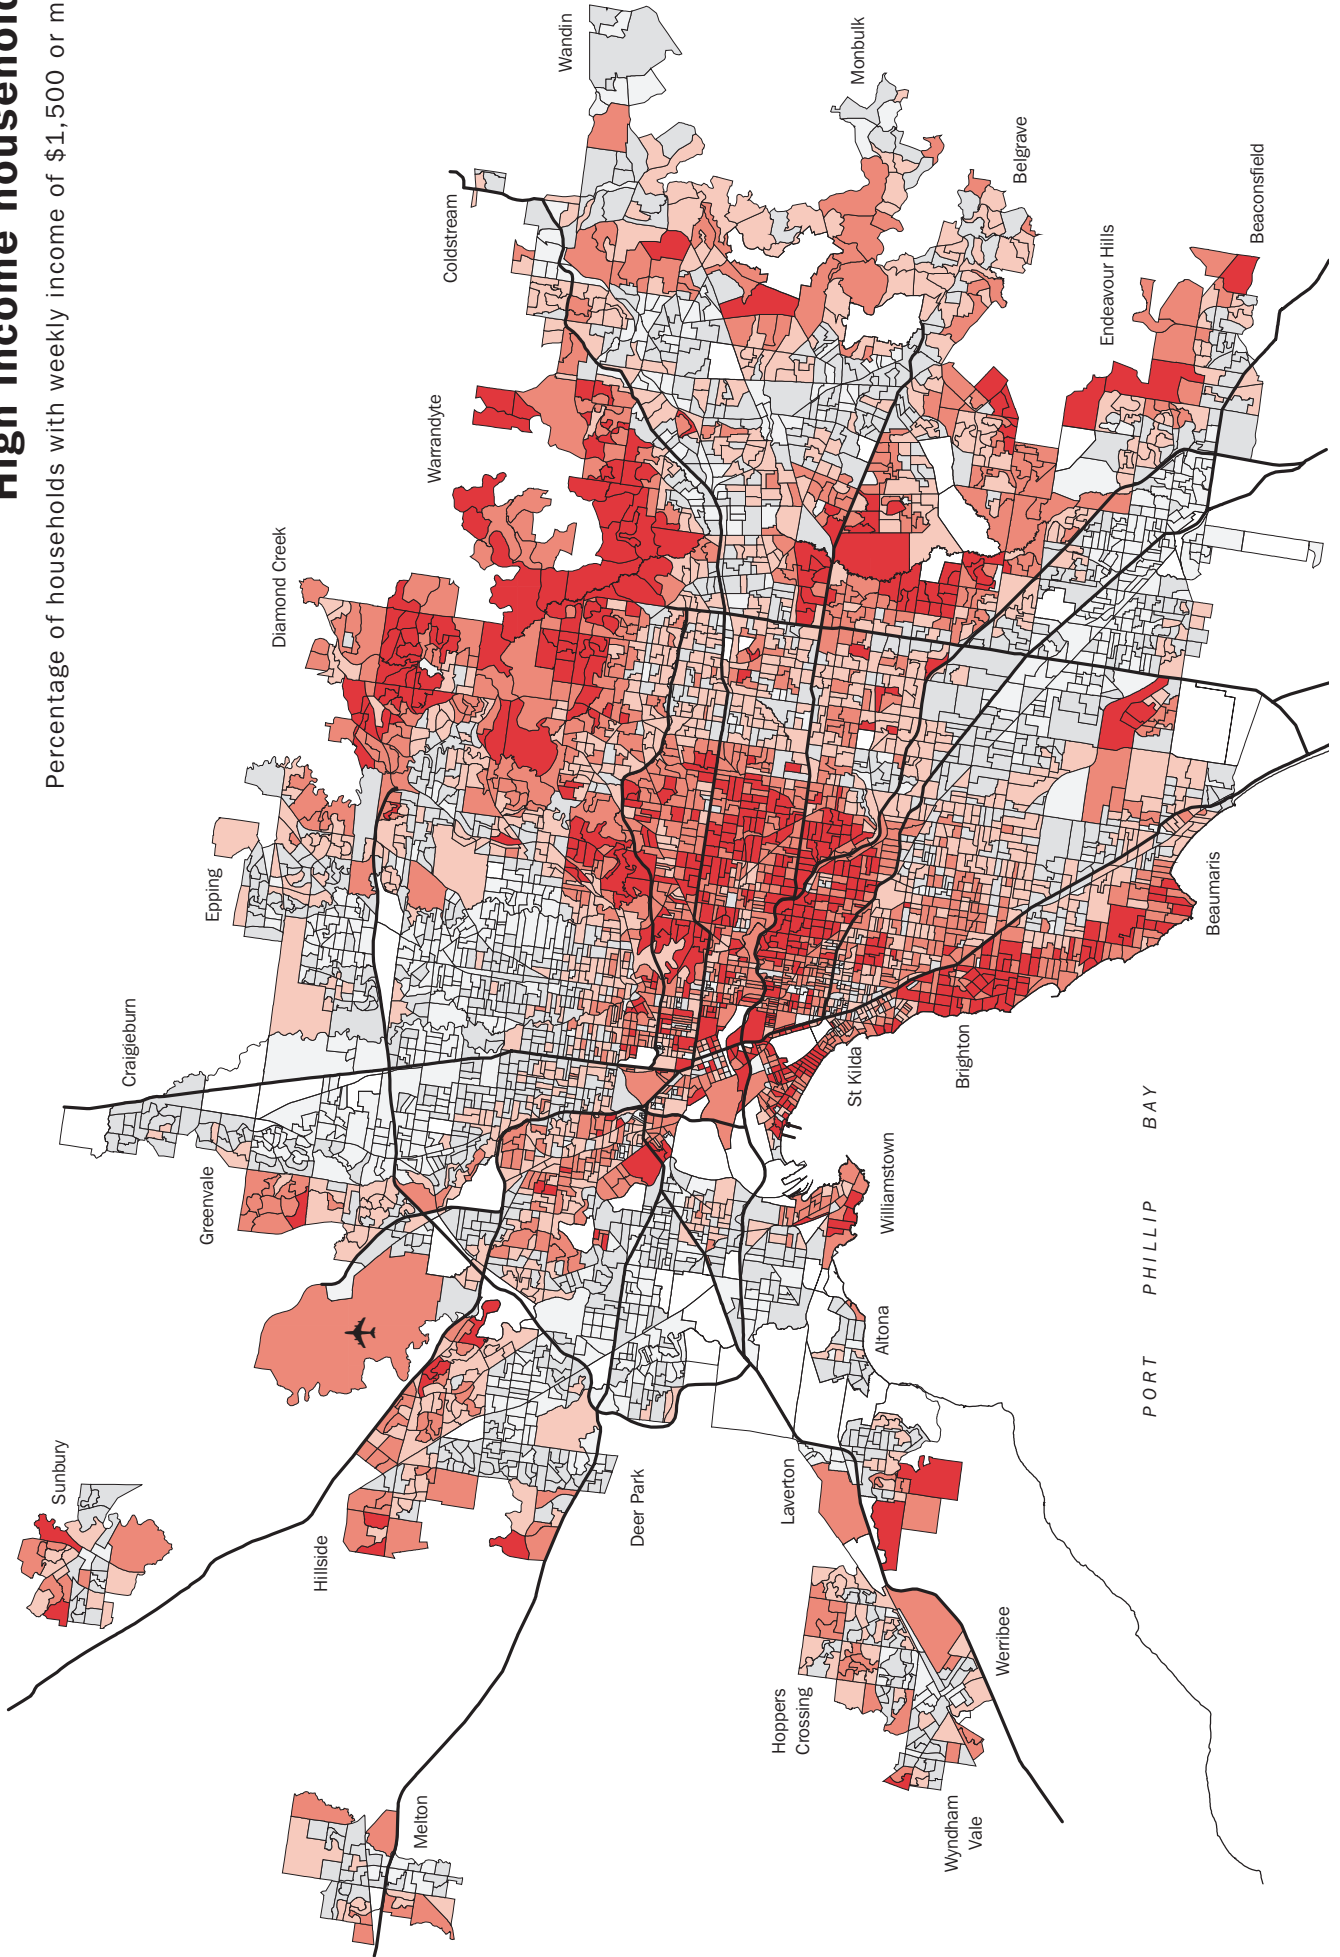 High income househol
Percentage of households with weekly income of $1,500 or m
Wandin
Monbulk
Belgrave
Coldstream
Beaconsfield
Endeavour Hills
Warrandyte
Diamond Creek
Epping
Beaumaris
Craigieburn
St Kilda
Brighton
Greenvale
Williamstown
PORT PHILLIP BAY
Altona
Sunbury
Deer Park
Laverton
Hillside
Werribee
Hoppers
Crossing
Melton
Wyndham
Vale